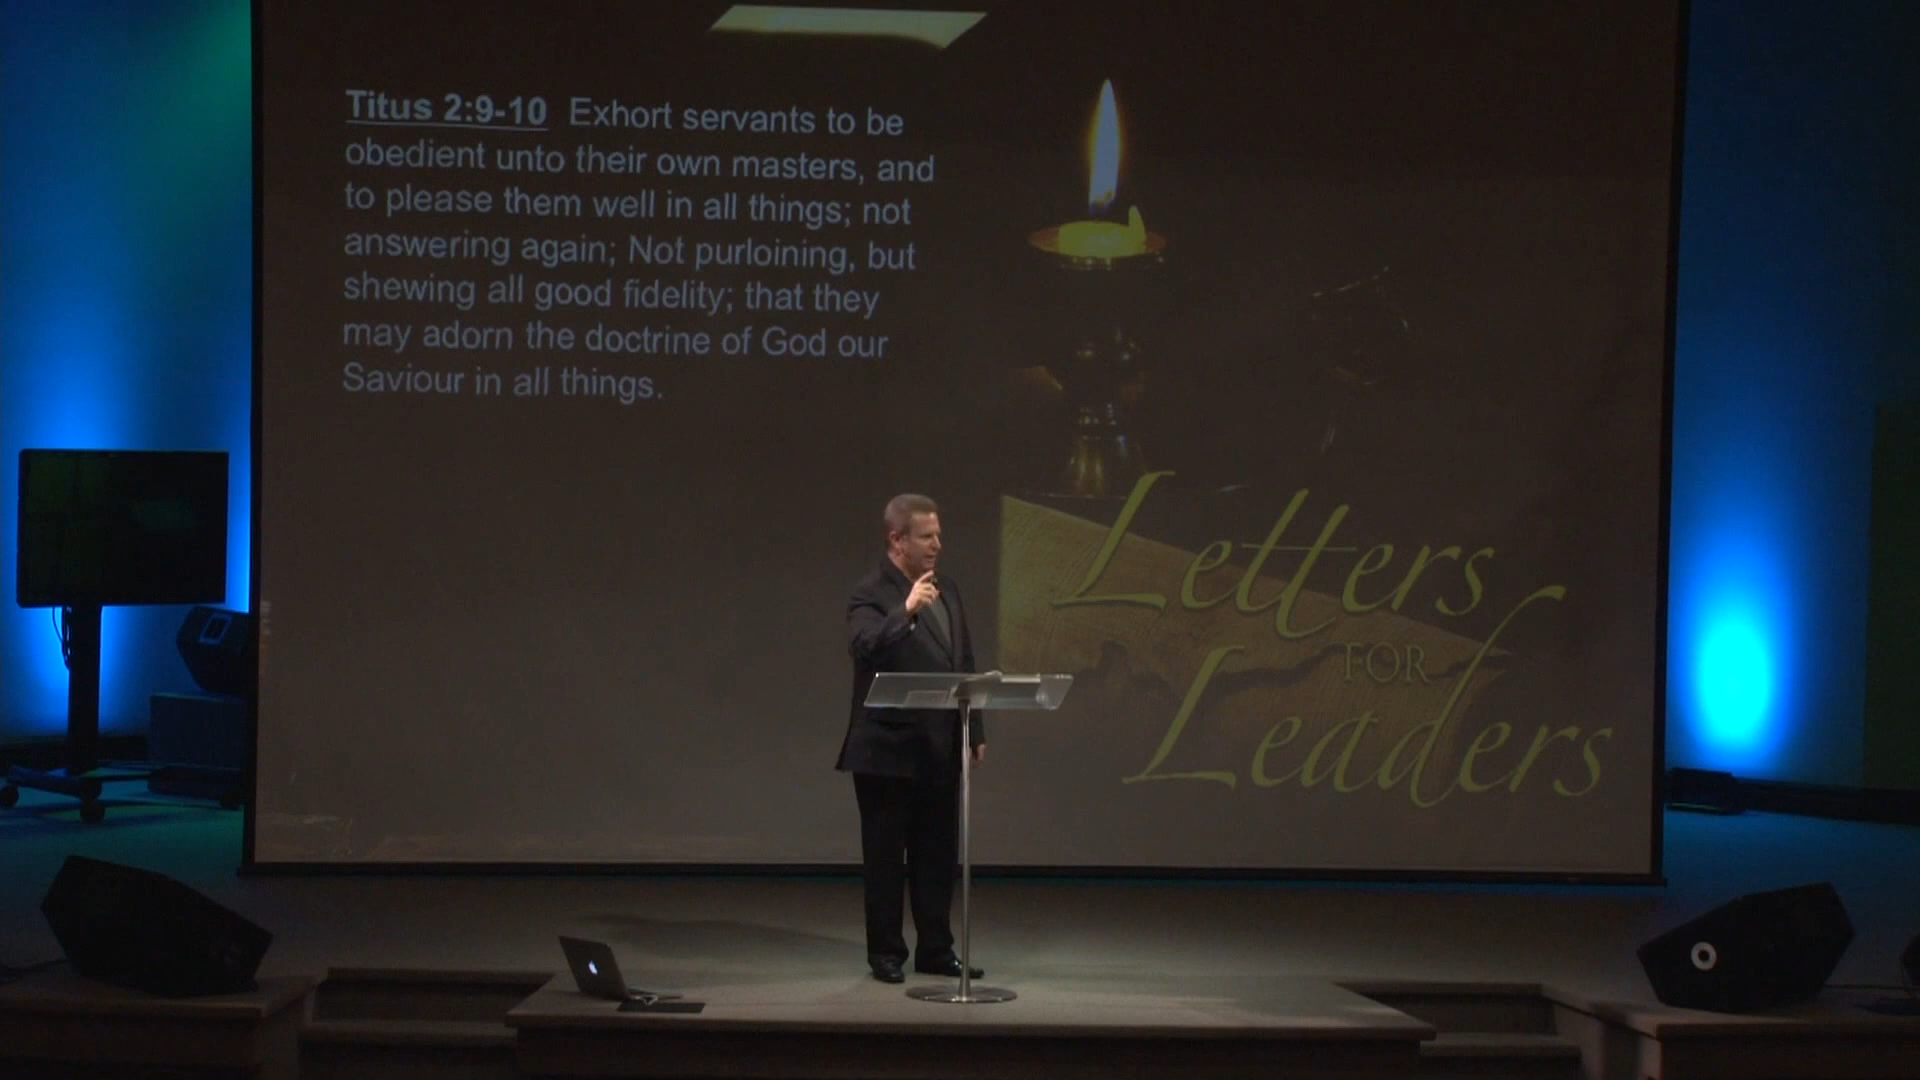 Titus 2:9-10 Exhort servants to be
obedient unto their own masters, and
to please them well in all things; not
answering again; Not purloining, but
shewing all good fidelity; that they
may adorn the doctrine of God our
Saviour in all things.
Letters
FOR
Leaders